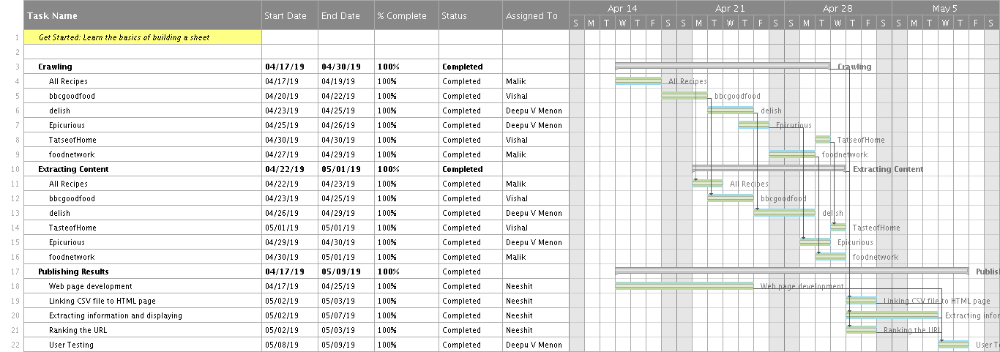 Task Name Start Date End Date % Complete Status Assigned To Apr 14 Apr 21 Apr 28 May 5
S M T W T F S S M T W T F S S M T W T F S S M T W T F S
1 Get Started: Learn the basics of building a sheet
2
3 Crawling 04/17/19 04/30/19 100% Completed Crawling
4 All Recipes 04/17/19 04/19/19 100% Completed Malik All Recipes
5 bbcgoodfood 04/20/19 04/22/19 100% Completed Vishal bbcgoodfood
6 delish 04/23/19 04/25/19 100% Completed Deepu V Menon delish
7 Epicurious 04/25/19 04/26/19 100% Completed Deepu V Menon Epicurious
8 TatseofHome 04/30/19 04/30/19 100% Completed Vishal TatseofHome
9 foodnetwork 04/27/19 04/29/19 100% Completed Malik foodnetwork
10 Extracting Content 04/22/19 05/01/19 100% Completed Extracting Content
11 All Recipes 04/22/19 04/23/19 100% Completed Malik All Recipes
12 bbcgoodfood 04/23/19 04/25/19 100% Completed Vishal bbcgoodfood
13 delish 04/26/19 04/29/19 100% Completed Deepu V Menon delish
14 TasteofHome 05/01/19 05/01/19 100% Completed Vishal TasteofHome
15 Epicurious 04/29/19 04/30/19 100% Completed Deepu V Menon Epicurious
16 foodnetwork 04/30/19 05/01/19 100% Completed Malik foodnetwork
17 Publishing Results 04/17/19 05/09/19 100% Completed Publis
18 Web page development 04/17/19 04/25/19 100% Completed Neeshit Web page development
19 Linking CSV file to HTML page 05/02/19 05/03/19 100% Completed Neeshit Linking CSV file to HTML page
20 Extracting information and displaying 05/02/19 05/07/19 100% Completed Neeshit Extracting infor
21 Ranking the URL 05/02/19 05/03/19 100% Completed Neeshit Ranking the URL
22 User Testing 05/08/19 05/09/19 100% Completed Deepu V Menon User T